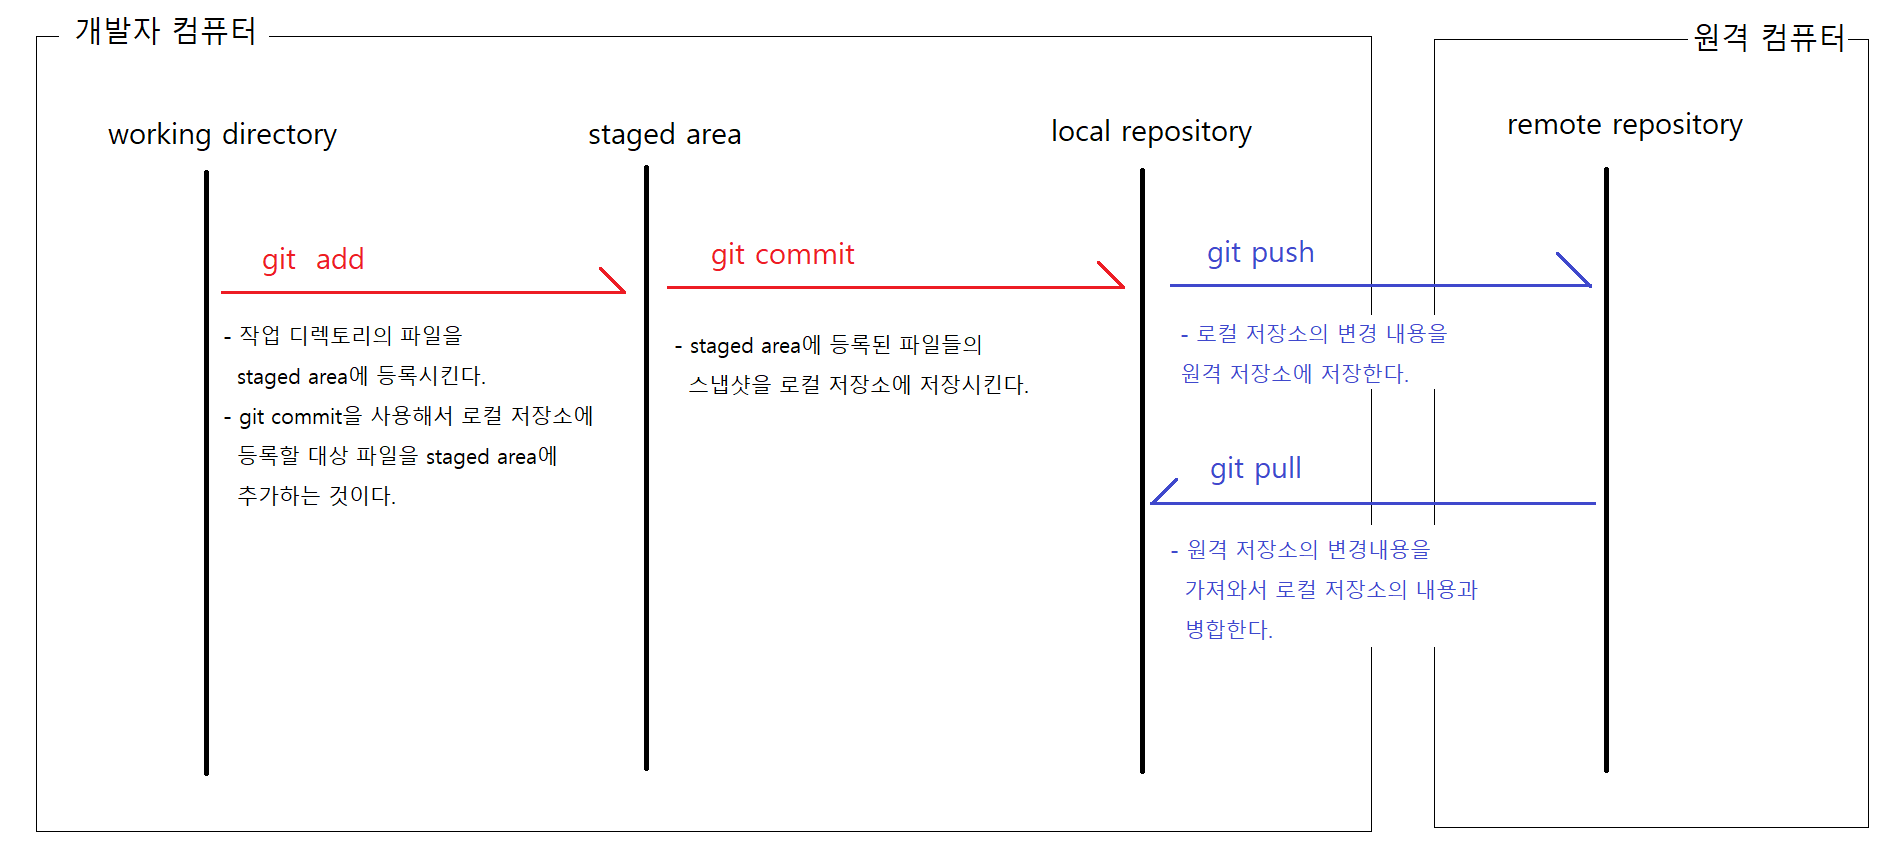 개발자 컴퓨터
원격 컴퓨터
working directory
staged area
local repository
remote repository
git add
- 작업 디렉토리의 파일을
staged area에 등록시킨다.
- git commit을 사용해서 로컬 저장소에
등록할 대상 파일을 staged area에
추가하는 것이다.
git commit
- staged area에 등록된 파일들의
스냅샷을 로컬 저장소에 저장시킨다.
git push
- 로컬 저장소의 변경 내용을
원격 저장소에 저장한다.
git pull
- 원격 저장소의 변경내용을
가져와서 로컬 저장소의 내용과
병합한다.